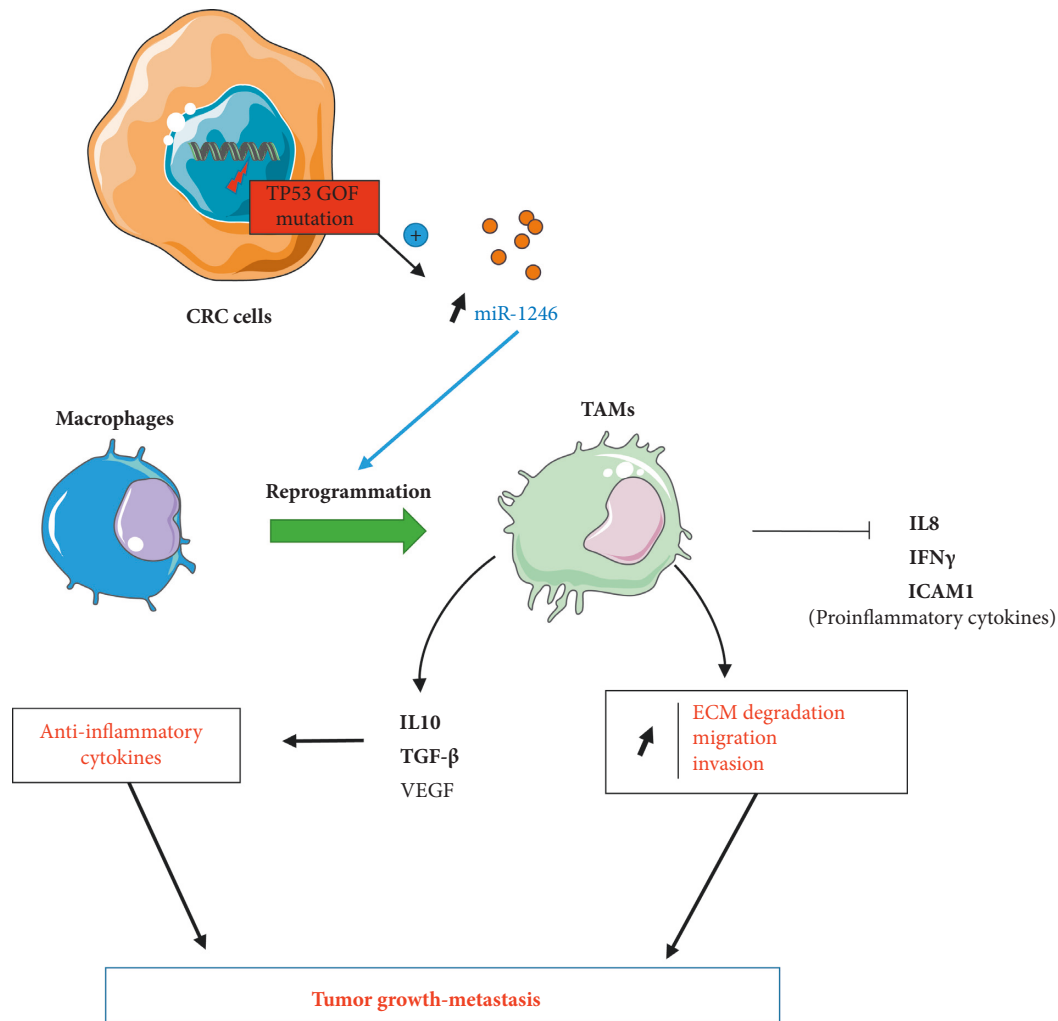 TP53 GOF
mutation
+
CRC cells
miR-1246
Macrophages
TAMs
Reprogrammation
IL8
IFNγ
ICAM1
(Proinflammatory cytokines)
Anti-inflammatory
cytokines
IL10
TGF-β
VEGF
ECM degradation
migration
invasion
Tumor growth-metastasis